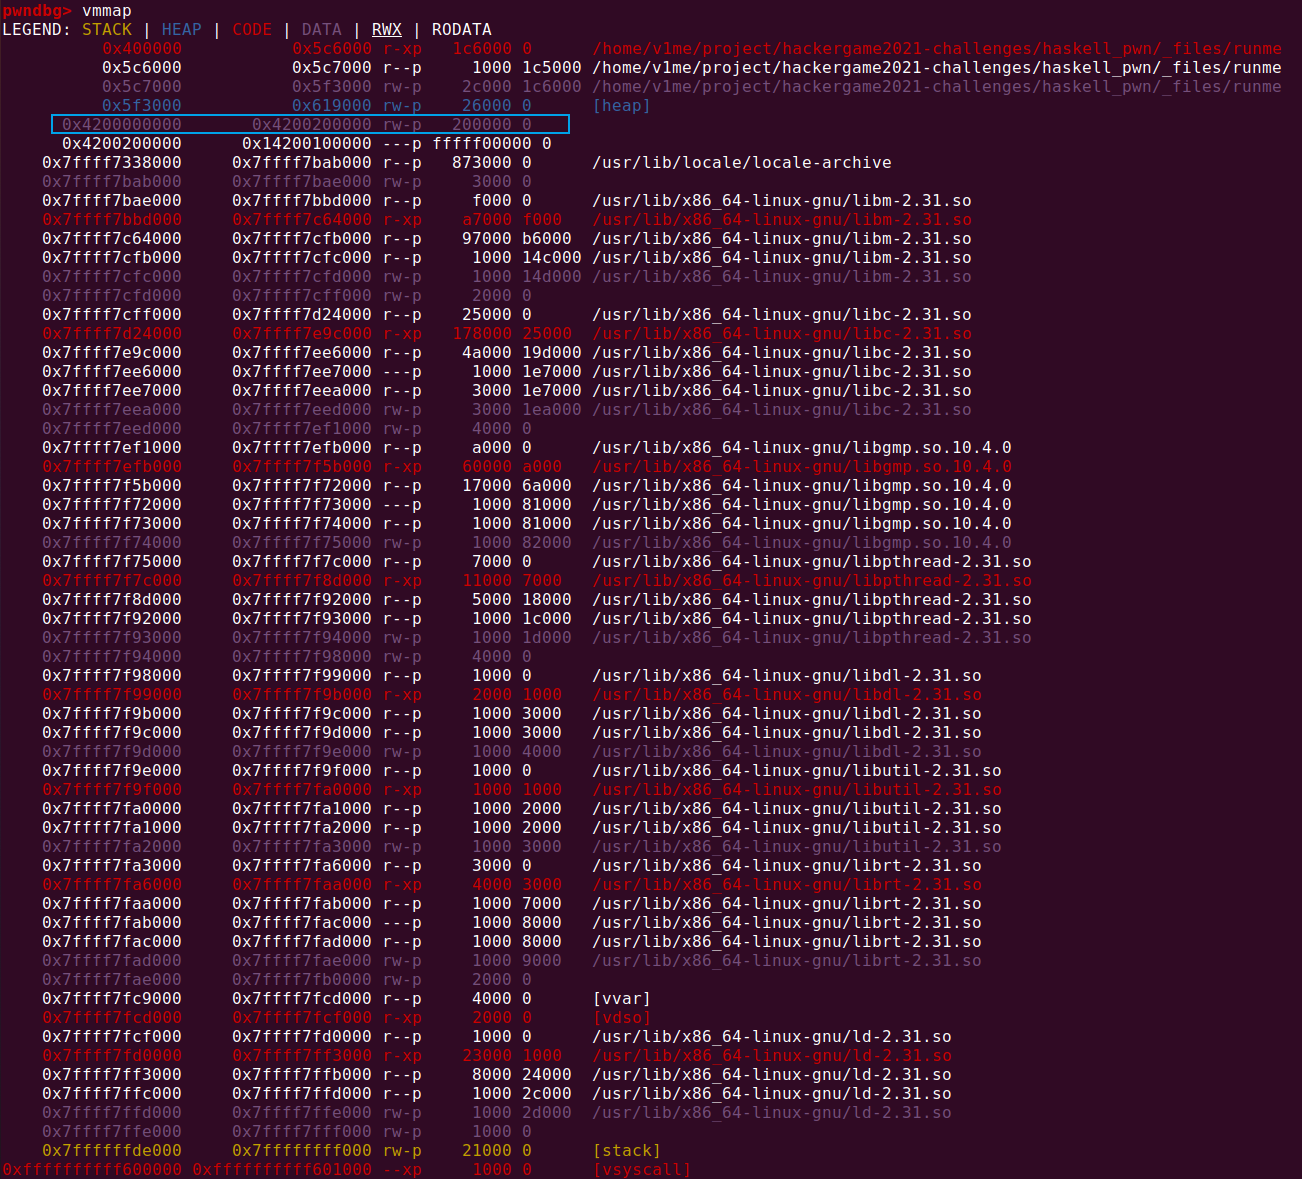 pwndbg> vmmap
LEGEND: STACK | HEAP | CODE | DATA | RWX | RODATA
0x400000 0x5c6000 r-xp 1c6000 0 /home/v1me/project/hackergame2021-challenges/haskell_pwn/_files/runme
0x5c6000 0x5c7000 r--p 1000 1c5000 /home/v1me/project/hackergame2021-challenges/haskell_pwn/_files/runme
0x5c7000 0x5f3000 rw-p 2c000 1c6000 /home/v1me/project/hackergame2021-challenges/haskell_pwn/_files/runme
0x5f3000 0x619000 rw-p 26000 0 [heap]
0x4200000000 0x4200200000 rw-p 200000 0
0x4200200000 0x14200100000 ---p fffff00000 0
0x7ffff7338000 0x7ffff7bab000 r--p 873000 0 /usr/lib/locale/locale-archive
0x7ffff7bab000 0x7ffff7bae000 rw-p 3000 0
0x7ffff7bae000 0x7ffff7bbd000 r--p f000 0 /usr/lib/x86_64-linux-gnu/libm-2.31.so
0x7ffff7bbd000 0x7ffff7c64000 r-xp a7000 f000 /usr/lib/x86_64-linux-gnu/libm-2.31.so
0x7ffff7c64000 0x7ffff7cfb000 r--p 97000 b6000 /usr/lib/x86_64-linux-gnu/libm-2.31.so
0x7ffff7cfb000 0x7ffff7cfc000 r--p 1000 14c000 /usr/lib/x86_64-linux-gnu/libm-2.31.so
0x7ffff7cfc000 0x7ffff7cfd000 rw-p 1000 14d000 /usr/lib/x86_64-linux-gnu/libm-2.31.so
0x7ffff7cfd000 0x7ffff7cff000 rw-p 2000 0
0x7ffff7cff000 0x7ffff7d24000 r--p 25000 0 /usr/lib/x86_64-linux-gnu/libc-2.31.so
0x7ffff7d24000 0x7ffff7e9c000 r-xp 178000 25000 /usr/lib/x86_64-linux-gnu/libc-2.31.so
0x7ffff7e9c000 0x7ffff7ee6000 r--p 4a000 19d000 /usr/lib/x86_64-linux-gnu/libc-2.31.so
0x7ffff7ee6000 0x7ffff7ee7000 ---p 1000 1e7000 /usr/lib/x86_64-linux-gnu/libc-2.31.so
0x7ffff7ee7000 0x7ffff7eea000 r--p 3000 1e7000 /usr/lib/x86_64-linux-gnu/libc-2.31.so
0x7ffff7eea000 0x7ffff7eed000 rw-p 3000 1ea000 /usr/lib/x86_64-linux-gnu/libc-2.31.so
0x7ffff7eed000 0x7ffff7ef1000 rw-p 4000 0
0x7ffff7ef1000 0x7ffff7efb000 r--p a000 0 /usr/lib/x86_64-linux-gnu/libgmp.so.10.4.0
0x7ffff7efb000 0x7ffff7f5b000 r-xp 60000 a000 /usr/lib/x86_64-linux-gnu/libgmp.so.10.4.0
0x7ffff7f5b000 0x7ffff7f72000 r--p 17000 6a000 /usr/lib/x86_64-linux-gnu/libgmp.so.10.4.0
0x7ffff7f72000 0x7ffff7f73000 ---p 1000 81000 /usr/lib/x86_64-linux-gnu/libgmp.so.10.4.0
0x7ffff7f73000 0x7ffff7f74000 r--p 1000 81000 /usr/lib/x86_64-linux-gnu/libgmp.so.10.4.0
0x7ffff7f74000 0x7ffff7f75000 rw-p 1000 82000 /usr/lib/x86_64-linux-gnu/libgmp.so.10.4.0
0x7ffff7f75000 0x7ffff7f7c000 r--p 7000 0 /usr/lib/x86_64-linux-gnu/libpthread-2.31.so
0x7ffff7f7c000 0x7ffff7f8d000 r-xp 11000 7000 /usr/lib/x86_64-linux-gnu/libpthread-2.31.so
0x7ffff7f8d000 0x7ffff7f92000 r--p 5000 18000 /usr/lib/x86_64-linux-gnu/libpthread-2.31.so
0x7ffff7f92000 0x7ffff7f93000 r--p 1000 1c000 /usr/lib/x86_64-linux-gnu/libpthread-2.31.so
0x7ffff7f93000 0x7ffff7f94000 rw-p 1000 1d000 /usr/lib/x86_64-linux-gnu/libpthread-2.31.so
0x7ffff7f94000 0x7ffff7f98000 rw-p 4000 0
0x7ffff7f98000 0x7ffff7f99000 r--p 1000 0 /usr/lib/x86_64-linux-gnu/libdl-2.31.so
0x7ffff7f99000 0x7ffff7f9b000 r-xp 2000 1000 /usr/lib/x86_64-linux-gnu/libdl-2.31.so
0x7ffff7f9b000 0x7ffff7f9c000 r--p 1000 3000 /usr/lib/x86_64-linux-gnu/libdl-2.31.so
0x7ffff7f9c000 0x7ffff7f9d000 r--p 1000 3000 /usr/lib/x86_64-linux-gnu/libdl-2.31.so
0x7ffff7f9d000 0x7ffff7f9e000 rw-p 1000 4000 /usr/lib/x86_64-linux-gnu/libdl-2.31.so
0x7ffff7f9e000 0x7ffff7f9f000 r--p 1000 0 /usr/lib/x86_64-linux-gnu/libutil-2.31.so
0x7ffff7f9f000 0x7ffff7fa0000 r-xp 1000 1000 /usr/lib/x86_64-linux-gnu/libutil-2.31.so
0x7ffff7fa0000 0x7ffff7fa1000 r--p 1000 2000 /usr/lib/x86_64-linux-gnu/libutil-2.31.so
0x7ffff7fa1000 0x7ffff7fa2000 r--p 1000 2000 /usr/lib/x86_64-linux-gnu/libutil-2.31.so
0x7ffff7fa2000 0x7ffff7fa3000 rw-p 1000 3000 /usr/lib/x86_64-linux-gnu/libutil-2.31.so
0x7ffff7fa3000 0x7ffff7fa6000 r--p 3000 0 /usr/lib/x86_64-linux-gnu/librt-2.31.so
0x7ffff7fa6000 0x7ffff7faa000 r-xp 4000 3000 /usr/lib/x86_64-linux-gnu/librt-2.31.so
0x7ffff7faa000 0x7ffff7fab000 r--p 1000 7000 /usr/lib/x86_64-linux-gnu/librt-2.31.so
0x7ffff7fab000 0x7ffff7fac000 ---p 1000 8000 /usr/lib/x86_64-linux-gnu/librt-2.31.so
0x7ffff7fac000 0x7ffff7fad000 r--p 1000 8000 /usr/lib/x86_64-linux-gnu/librt-2.31.so
0x7ffff7fad000 0x7ffff7fae000 rw-p 1000 9000 /usr/lib/x86_64-linux-gnu/librt-2.31.so
0x7ffff7fae000 0x7ffff7fb0000 rw-p 2000 0
0x7ffff7fc9000 0x7ffff7fcd000 r--p 4000 0 [vvar]
0x7ffff7fcd000 0x7ffff7fcf000 r-xp 2000 0 [vdso]
0x7ffff7fcf000 0x7ffff7fd0000 r--p 1000 0 /usr/lib/x86_64-linux-gnu/ld-2.31.so
0x7ffff7fd0000 0x7ffff7ff3000 r-xp 23000 1000 /usr/lib/x86_64-linux-gnu/ld-2.31.so
0x7ffff7ff3000 0x7ffff7ffb000 r--p 8000 24000 /usr/lib/x86_64-linux-gnu/ld-2.31.so
0x7ffff7ffc000 0x7ffff7ffd000 r--p 1000 2c000 /usr/lib/x86_64-linux-gnu/ld-2.31.so
0x7ffff7ffd000 0x7ffff7ffe000 rw-p 1000 2d000 /usr/lib/x86_64-linux-gnu/ld-2.31.so
0x7ffff7ffe000 0x7ffff7fff000 rw-p 1000 0
0x7ffffffde000 0x7ffffffff000 rw-p 21000 0 [stack]
0xffffffffff600000 0xffffffffff601000 --xp 1000 0 [vsyscall]